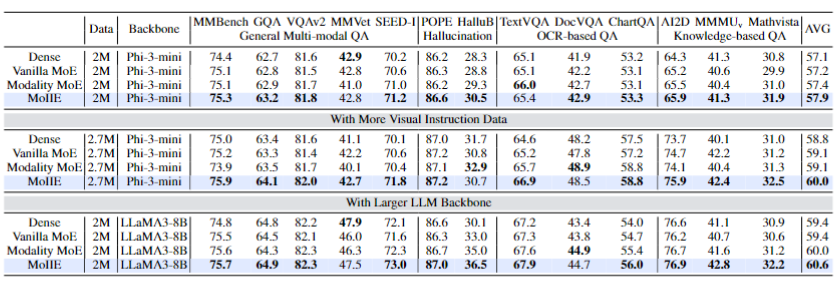 Data Backbone MMBench GQA VQAv2 MMVet SEED-I POPE HalluB TextVQA DocVQA ChartQA AI2D MMMUv Mathvista AVG
General Multi-modal QA Hallucination OCR-based QA Knowledge-based QA
Dense 2M Phi-3-mini 74.4 62.7 81.6 42.9 70.2 86.2 28.3 65.1 41.9 53.2 64.3 41.3 30.8 57.1
Vanilla MoE 2M Phi-3-mini 75.1 62.8 81.5 42.8 70.6 86.3 28.8 65.1 42.2 53.1 65.2 40.6 29.9 57.2
Modality MoE 2M Phi-3-mini 75.1 62.9 81.7 41.0 71.0 86.2 29.3 66.0 42.7 53.1 65.5 40.4 31.0 57.4
MoIIE 2M Phi-3-mini 75.3 63.2 81.8 42.8 71.2 86.6 30.5 65.4 42.9 53.3 65.9 41.3 31.9 57.9
With More Visual Instruction Data
Dense 2.7M Phi-3-mini 75.0 63.4 81.6 41.1 70.1 87.0 31.7 64.6 48.2 57.5 73.7 40.1 31.0 58.8
Vanilla MoE 2.7M Phi-3-mini 75.2 63.3 81.4 42.2 70.6 87.2 30.8 65.2 47.8 57.2 74.7 42.2 31.2 59.1
Modality MoE 2.7M Phi-3-mini 73.9 63.5 81.7 40.1 70.4 87.1 32.9 65.7 48.9 58.8 74.1 40.4 31.3 59.1
MoIIE 2.7M Phi-3-mini 75.9 64.1 82.0 42.7 71.8 87.2 30.7 66.9 48.5 58.8 75.9 42.4 32.5 60.0
With Larger LLM Backbone
Dense 2M LLaMA3-8B 74.8 64.8 82.2 47.9 72.1 86.6 30.1 67.2 43.4 54.0 76.6 41.1 30.9 59.4
Vanilla MoE 2M LLaMA3-8B 75.5 64.5 82.1 46.0 71.6 86.3 33.0 67.3 43.8 54.7 76.2 40.7 30.6 59.4
Modality MoE 2M LLaMA3-8B 75.6 64.3 82.3 46.3 72.3 86.7 35.0 67.6 44.9 55.4 76.7 41.6 31.2 60.0
MoIIE 2M LLaMA3-8B 75.7 64.9 82.3 47.5 73.0 87.0 36.5 67.9 44.7 56.0 76.9 42.8 32.2 60.6